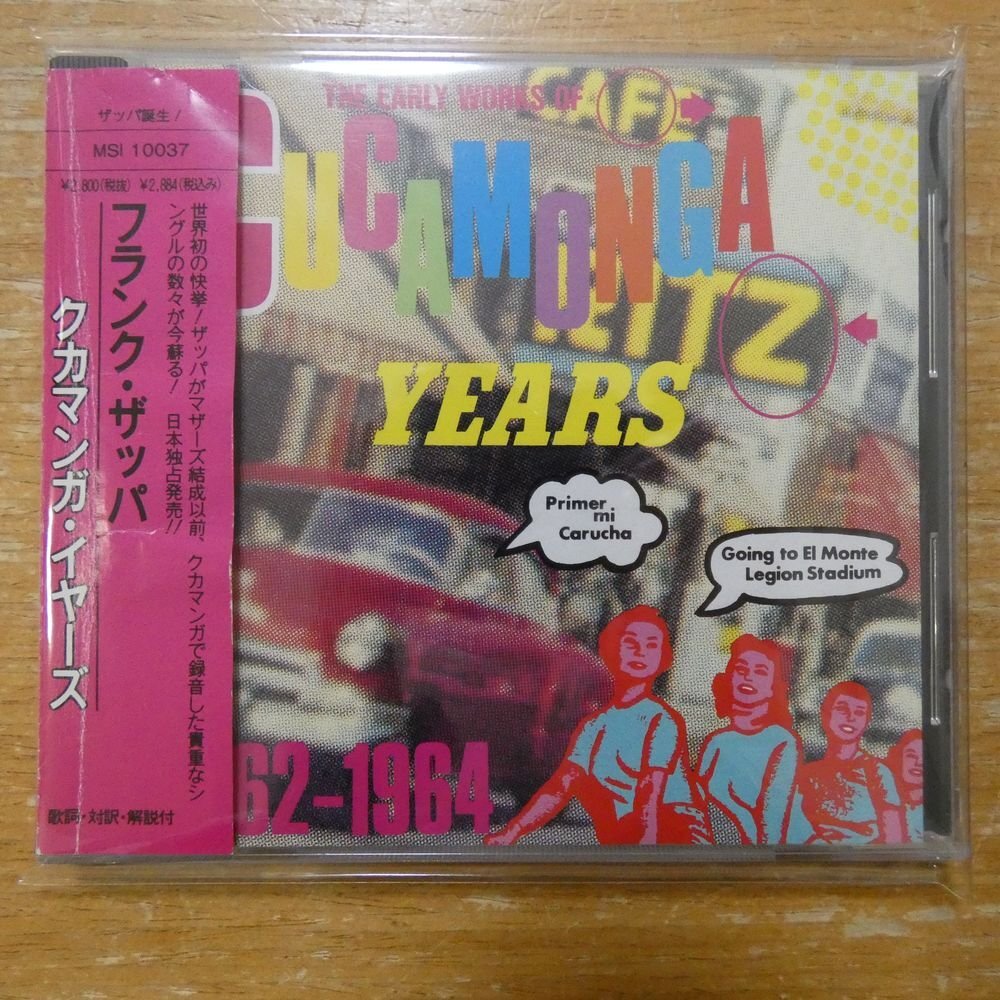 ザッパ誕生!
MSI 10037
¥2,800(税抜) ¥2,884(税込み)
世界初の快挙!ザッパがマザーズ結成以前、クカマンガで録音した貴重なシ
ングルの数々が今蘇る! 日本独占発売!!
フランク・ザッパ
クカマンガ・イヤーズ
歌詞・対訳・解説付
THE EARLY WORKS OF
CAFE
CUCAMONGA
RITZ
YEARS
Primer
mi
Carucha
Going to El Monte
Legion Stadium
62-1964